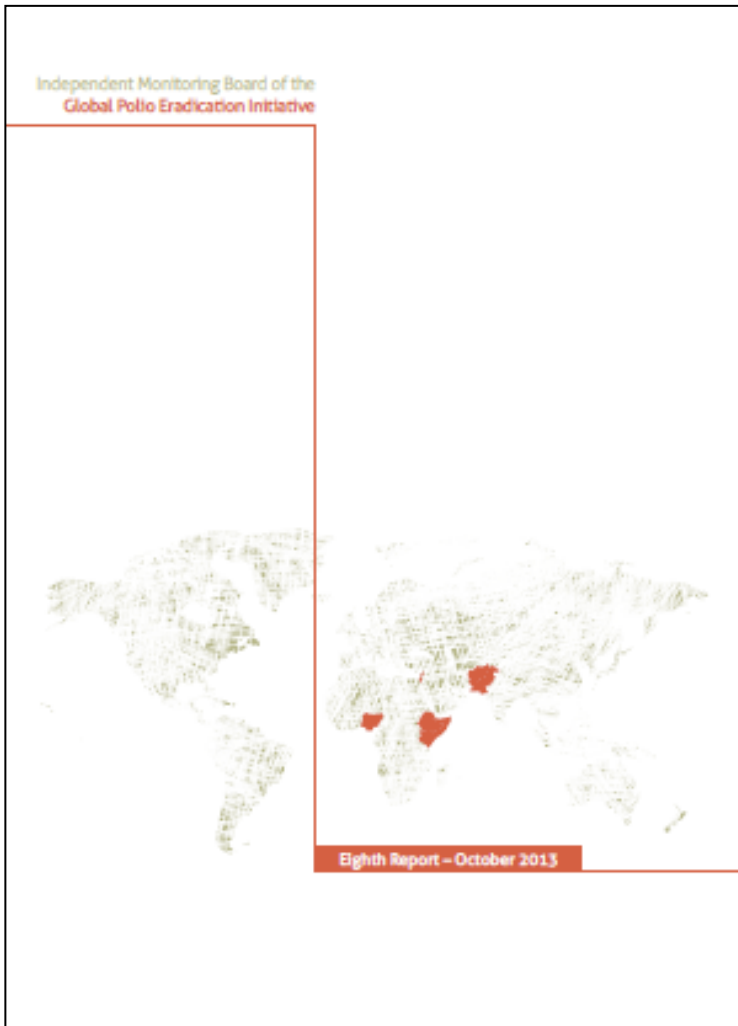 Independent Monitoring Board of the
Global Polio Eradication Initiative
Eighth Report – October 2013